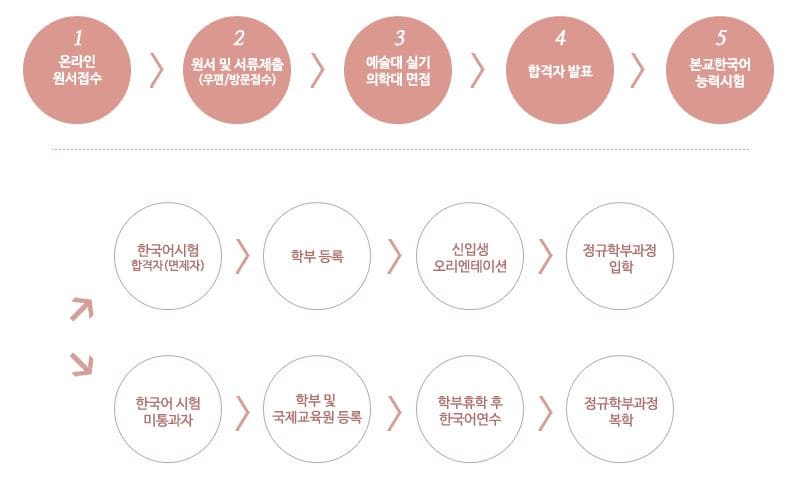 1
온라인
원서접수
2
원서 및 서류제출
(우편/방문접수)
3
예술대 실기
의학대 면접
4
합격자 발표
5
본교한국어
능력시험
한국어시험
합격자(면제자)
학부 등록
신입생
오리엔테이션
정규학부과정
입학
한국어 시험
미통과자
학부 및
국제교육원 등록
학부휴학 후
한국어연수
정규학부과정
복학